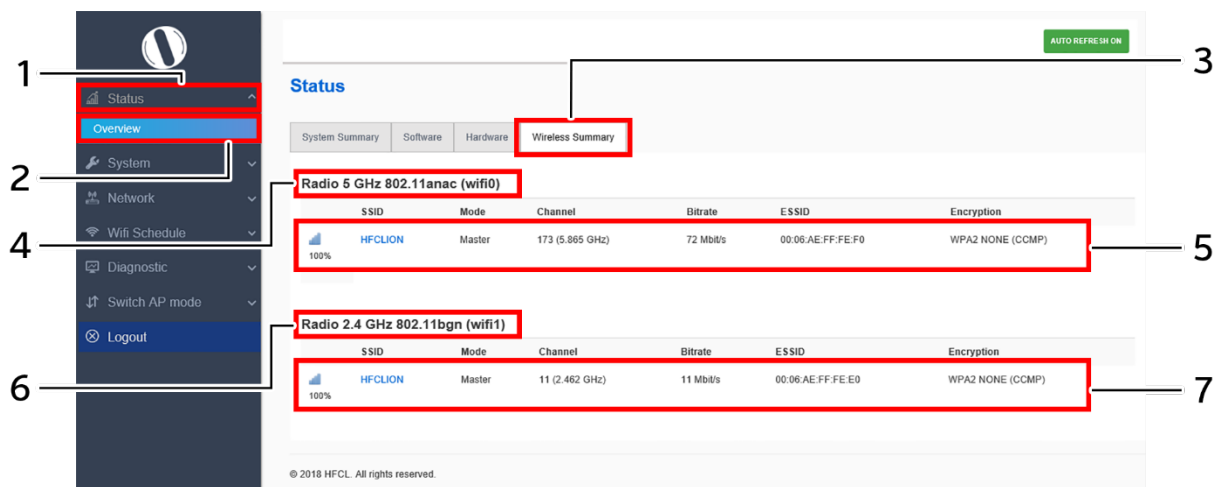 AUTO REFRESH ON
3
1
Status
Status
Overview
System Summary Software Hardware Wireless Summary
System
2
Radio 5 GHz 802.11anac (wifi0)
Network
SSID Mode Channel Bitrate ESSID Encryption
Wifi Schedule
4
HFCLION Master 173 (5.865 GHz) 72 Mbit/s 00:06:AE:FF:FE:F0 WPA2 NONE (CCMP)
5
100%
Diagnostic
Switch AP mode
Radio 2.4 GHz 802.11bgn (wifi1)
Logout
SSID Mode Channel Bitrate ESSID Encryption
6
HFCLION Master 11 (2.462 GHz) 11 Mbit/s 00:06:AE:FF:FE:E0 WPA2 NONE (CCMP)
7
100%
© 2018 HFCL. All rights reserved.